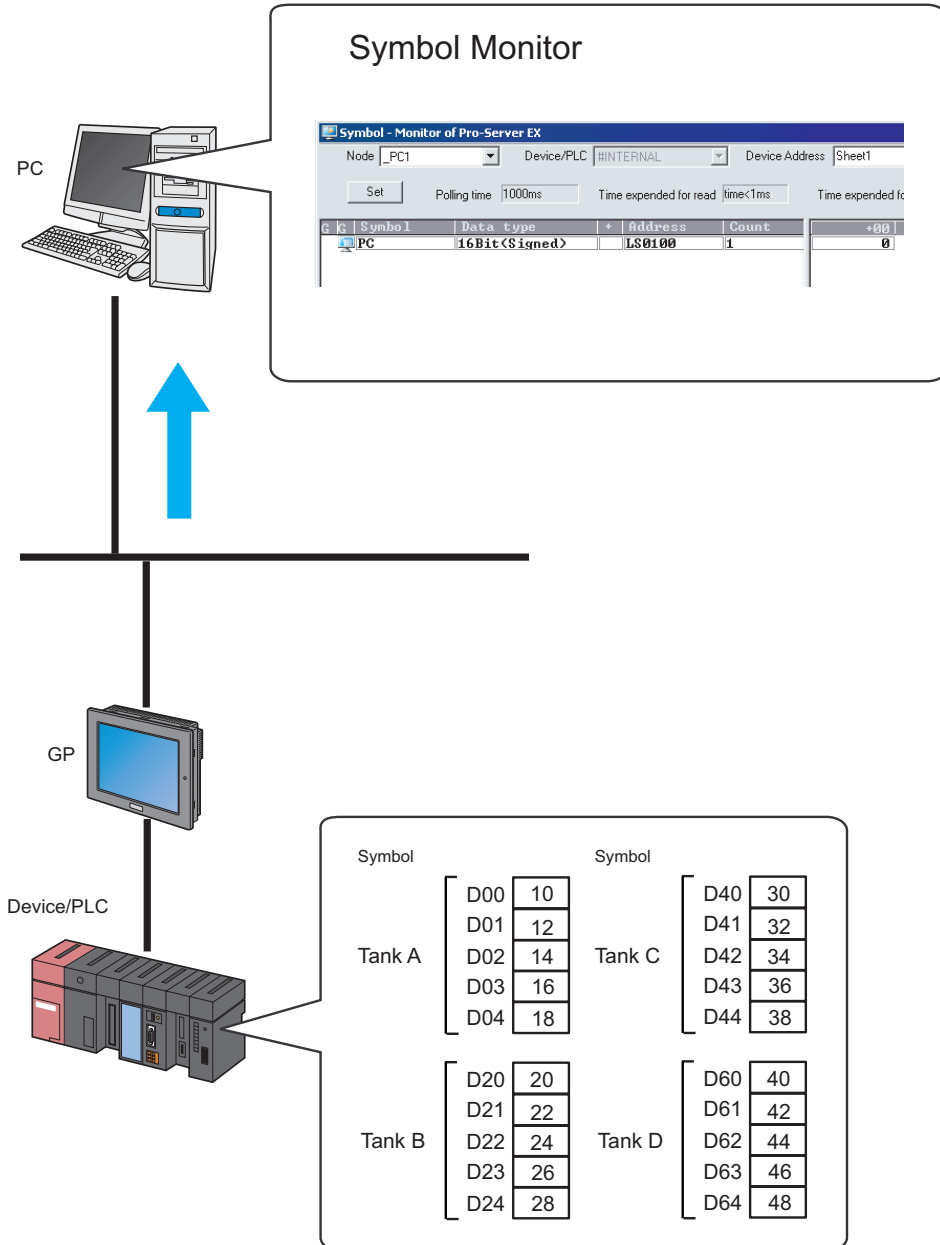 Symbol Monitor
PC
Symbol - Monitor of Pro-Server EX
Node _PC1 Device/PLC #INTERNAL Device Address Sheet1
Set Polling time 1000ms Time expended for read time<1ms Time expended fo
G G Symbol Data type + Address Count +00
PC 16Bit<Signed> LS0100 1 0
GP
Device/PLC
Symbol Symbol
D00 10 D40 30
D01 12 D41 32
Tank A D02 14 Tank C D42 34
D03 16 D43 36
D04 18 D44 38
D20 20 D60 40
D21 22 D61 42
Tank B D22 24 Tank D D62 44
D23 26 D63 46
D24 28 D64 48